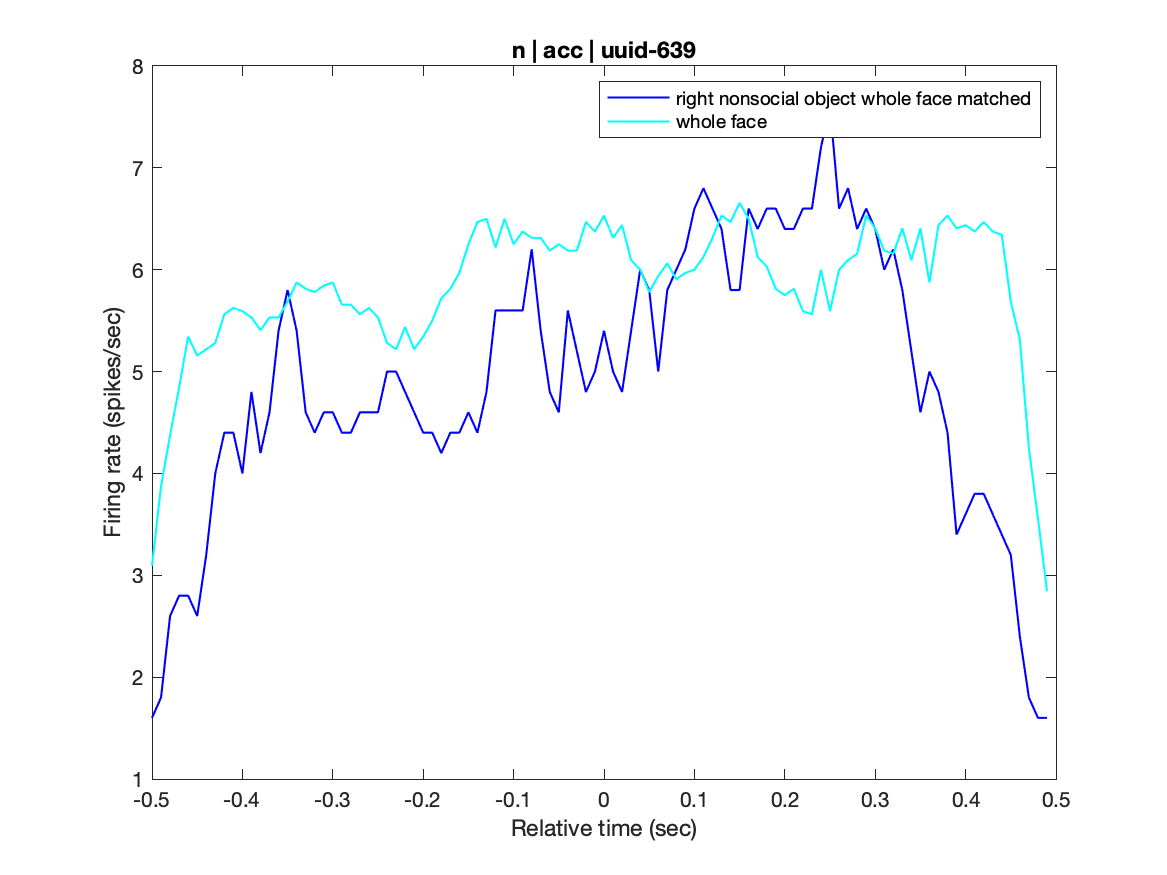 n | acc | uuid-639
right nonsocial object whole face matched
whole face
8
7
6
5
4
3
2
1
Firing rate (spikes/sec)
-0.5 -0.4 -0.3 -0.2 -0.1 0 0.1 0.2 0.3 0.4 0.5
Relative time (sec)